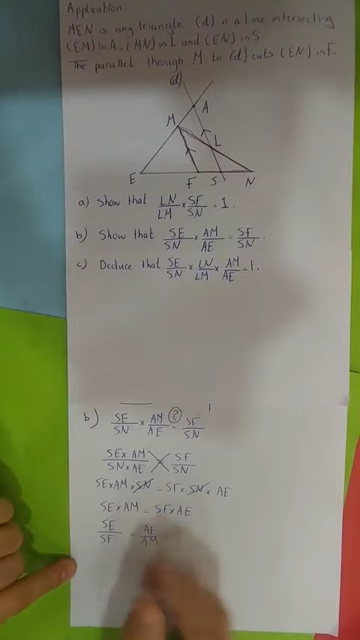 Application
MEN is any triangle (d) is a line intersecting
(EM) in A, (MN) in L and (EN) in S.
The parallel through M to (d) cuts (EN) in F.
(d)
A
M
L
E F S N
a) Show that LN/LM × SF/SN = 1.
b) Show that SE/SN × AM/AE = SF/SN.
c) Deduce that SE/SN × LN/LM × AM/AE = 1.
b) SE/SN × AM/AE (?)= SF/SN
SE×AM/SN×AE SF/SN
SE×AM×SN = SF×SN×AE
SE×AM = SF×AE
SE/SF = AE/AM